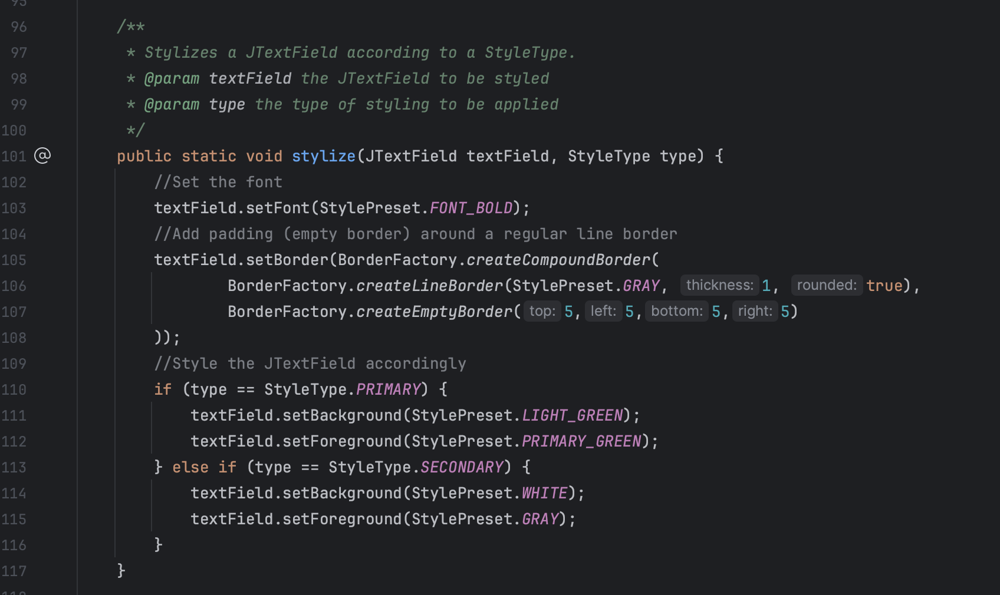 95
96 /**
97 * Stylizes a JTextField according to a StyleType.
98 * @param textField the JTextField to be styled
99 * @param type the type of styling to be applied
100 */
101 @ public static void stylize(JTextField textField, StyleType type) {
102 //Set the font
103 textField.setFont(StylePreset.FONT_BOLD);
104 //Add padding (empty border) around a regular line border
105 textField.setBorder(BorderFactory.createCompoundBorder(
106 BorderFactory.createLineBorder(StylePreset.GRAY, thickness: 1, rounded: true),
107 BorderFactory.createEmptyBorder( top: 5, left: 5, bottom: 5, right: 5)
108 ));
109 //Style the JTextField accordingly
110 if (type == StyleType.PRIMARY) {
111 textField.setBackground(StylePreset.LIGHT_GREEN);
112 textField.setForeground(StylePreset.PRIMARY_GREEN);
113 } else if (type == StyleType.SECONDARY) {
114 textField.setBackground(StylePreset.WHITE);
115 textField.setForeground(StylePreset.GRAY);
116 }
117 }